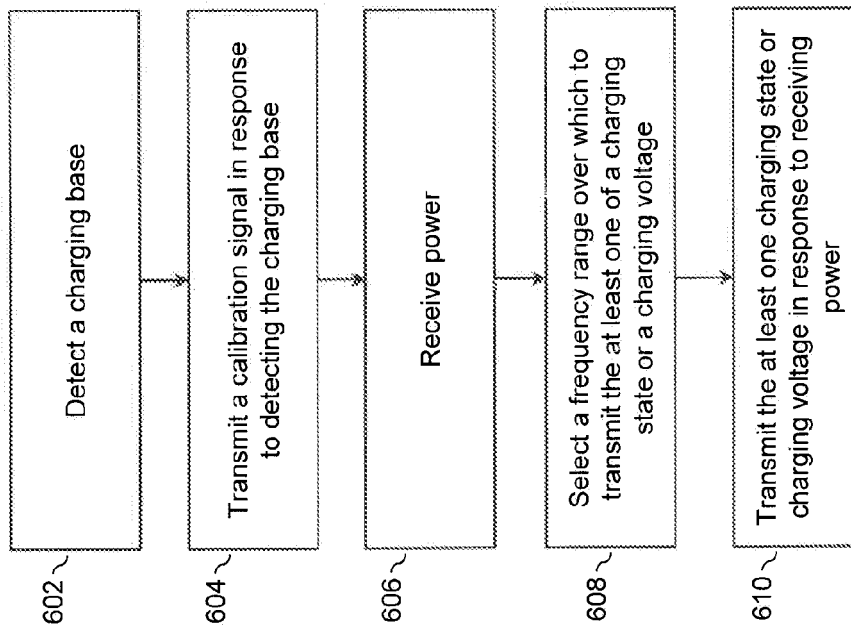 602
Detect a charging base
604
Transmit a calibration signal in response
to detecting the charging base
606
Receive power
608
Select a frequency range over which to
transmit the at least one of a charging
state or a charging voltage
610
Transmit the at least one charging state or
charging voltage in response to receiving
power